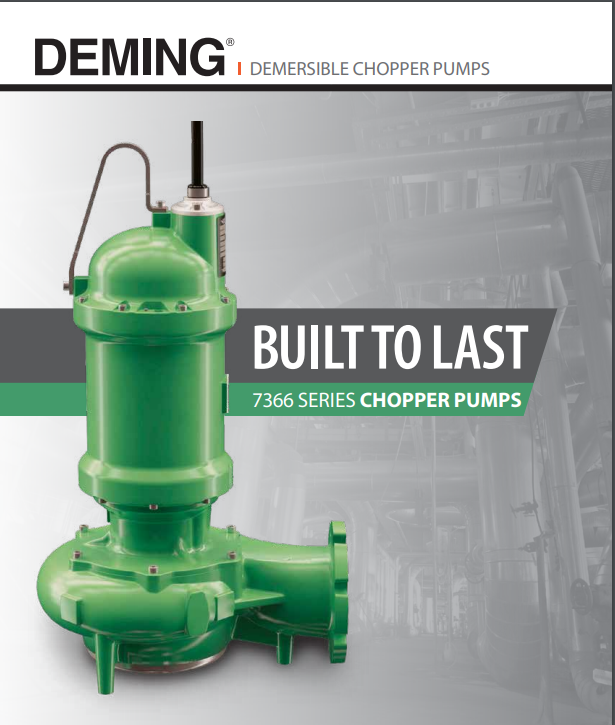 DEMING® | DEMERSIBLE CHOPPER PUMPS
BUILT TO LAST
7366 SERIES CHOPPER PUMPS